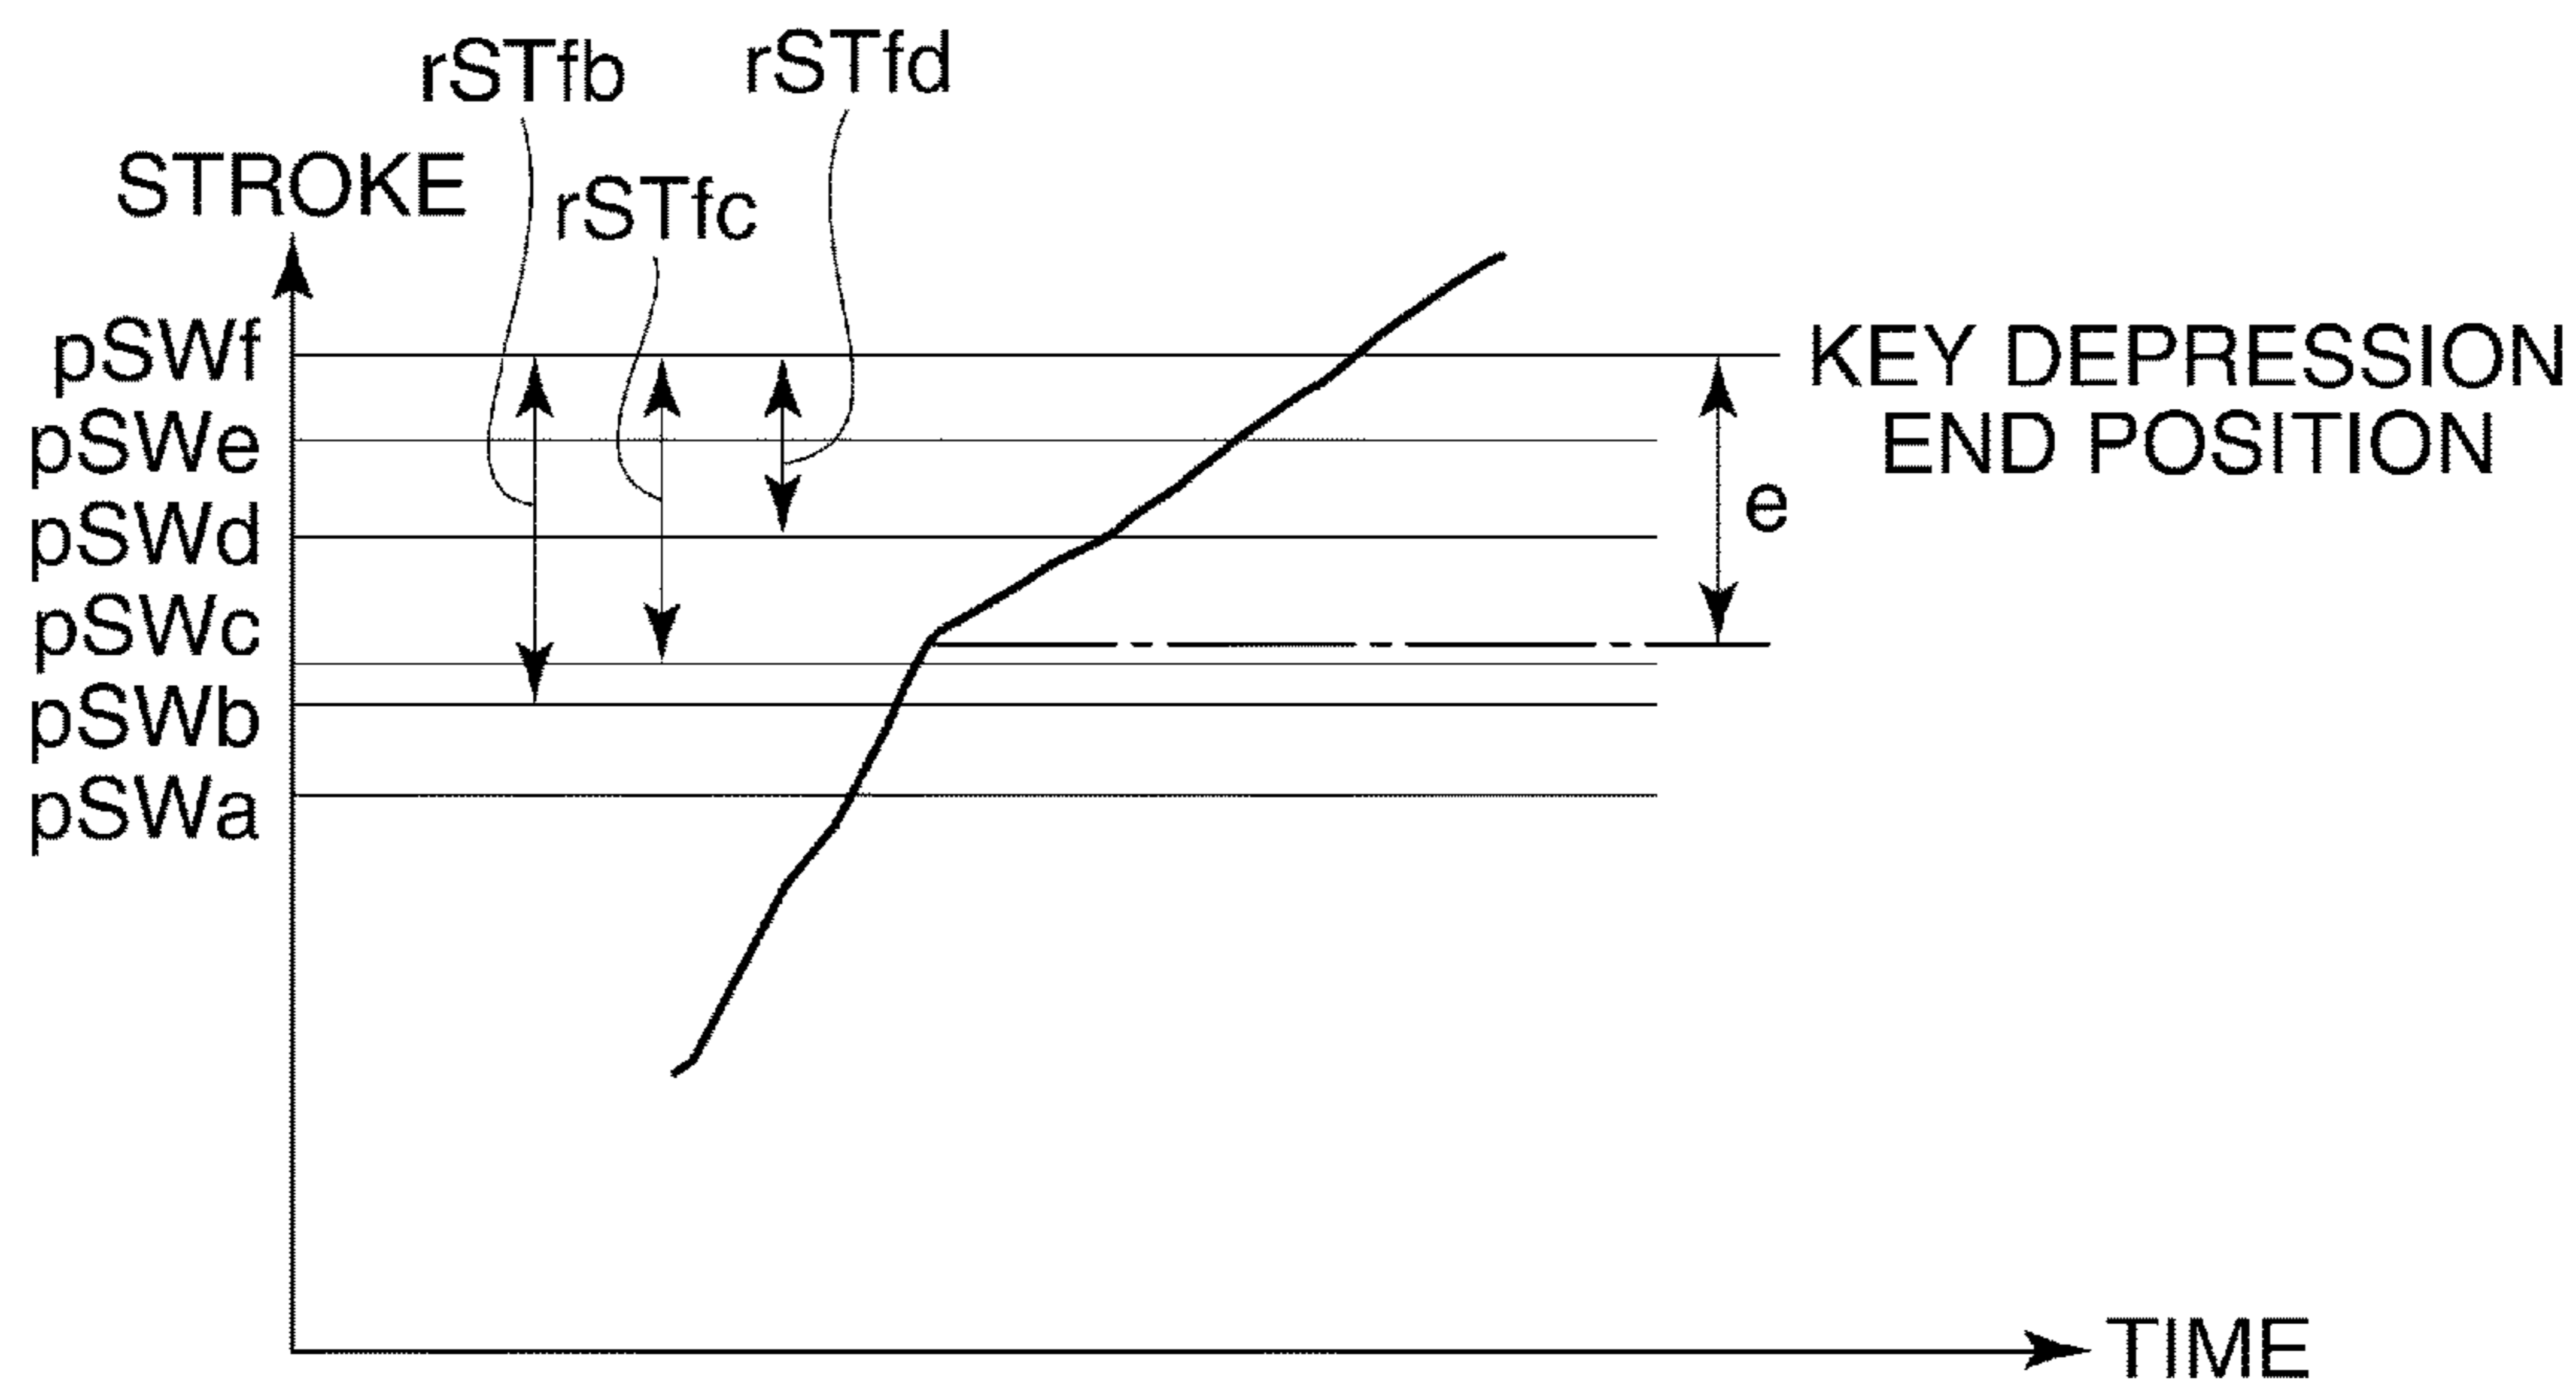 rSTfb
rSTfd
STROKE
rSTfc
pSWf
KEY DEPRESSION
END POSITION
pSWe
e
pSWd
pSWc
pSWb
pSWa
TIME